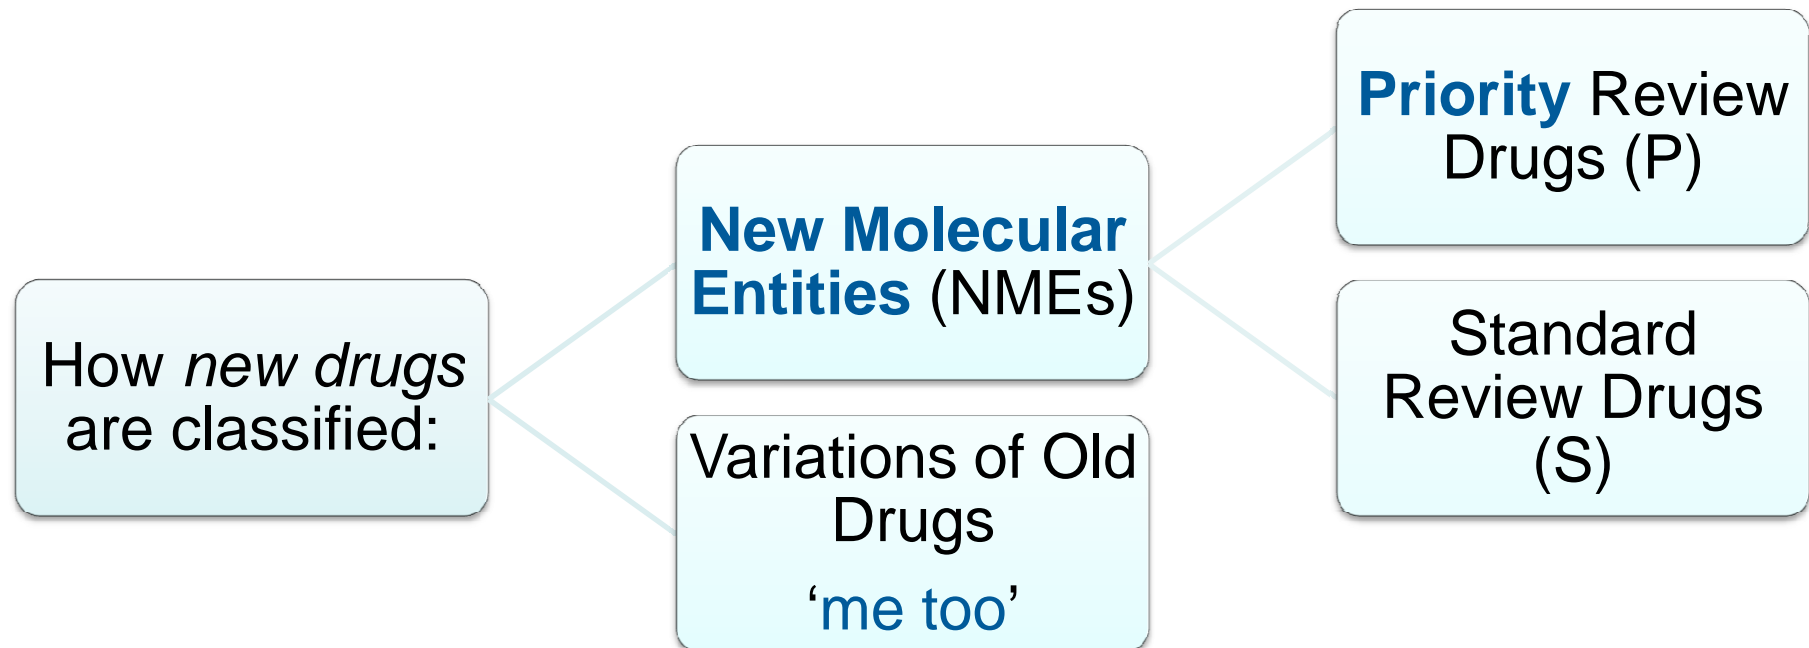 How new drugs
are classified:
New Molecular
Entities (NMEs)
Variations of Old
Drugs
‘me too’
Priority Review
Drugs (P)
Standard
Review Drugs
(S)